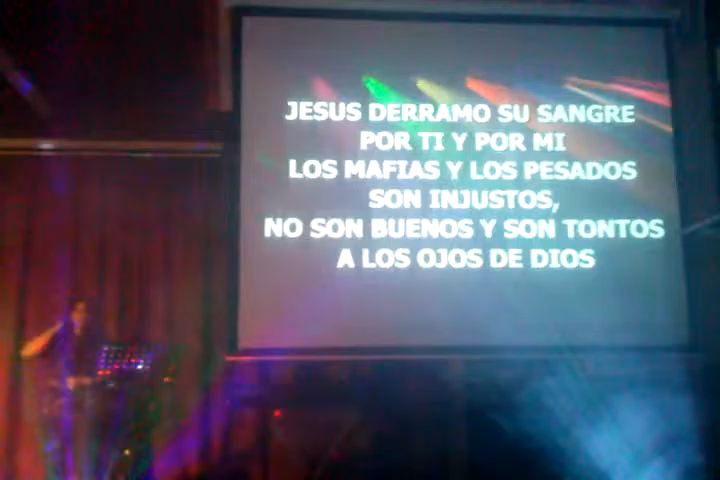 JESUS DERRAMO SU SANGRE
POR TI Y POR MI
LOS MAFIAS Y LOS PESADOS
SON INJUSTOS,
NO SON BUENOS Y SON TONTOS
A LOS OJOS DE DIOS